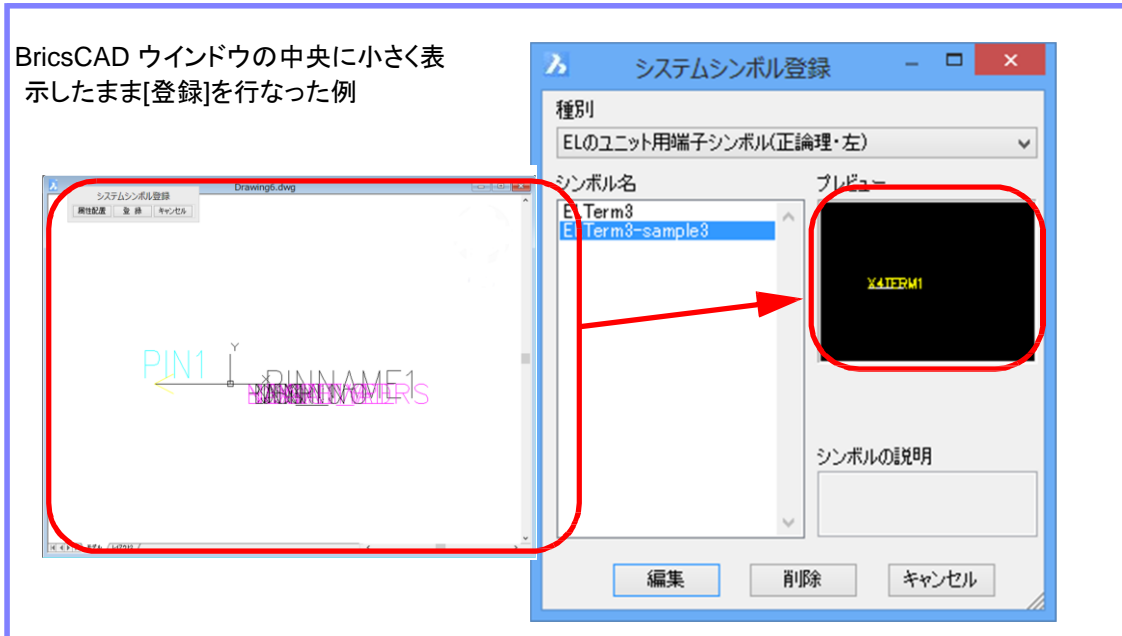 BricsCAD ウインドウの中央に小さく表
示したまま[登録]を行なった例
システムシンボル登録
種別
ELのユニット用端子シンボル(正論理・左)
シンボル名
プレビュー
ELTerm3
ELTerm3-sample3
X4TERM1
シンボルの説明
編集
削除
キャンセル
Drawing6.dwg
システムシンボル登録
属性配置
登 録
キャンセル
PIN1
Y
PINNAME1